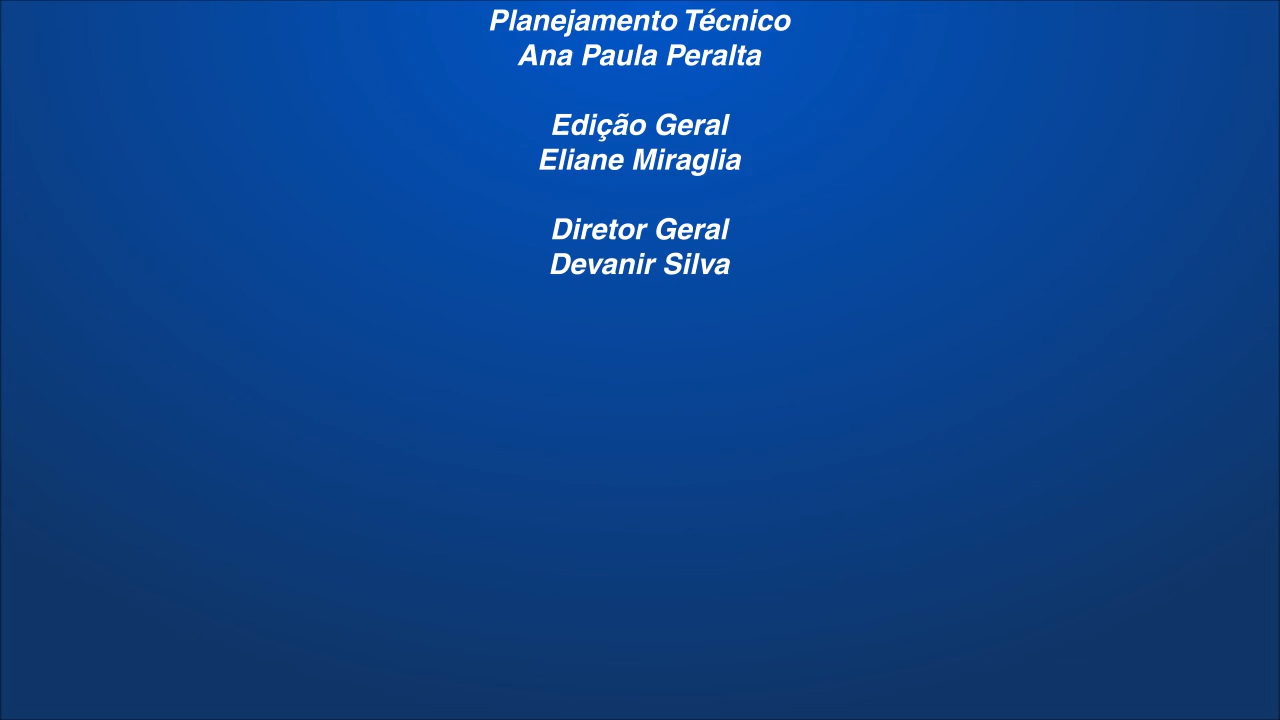 Planejamento Técnico
Ana Paula Peralta
Edição Geral
Eliane Miraglia
Diretor Geral
Devanir Silva